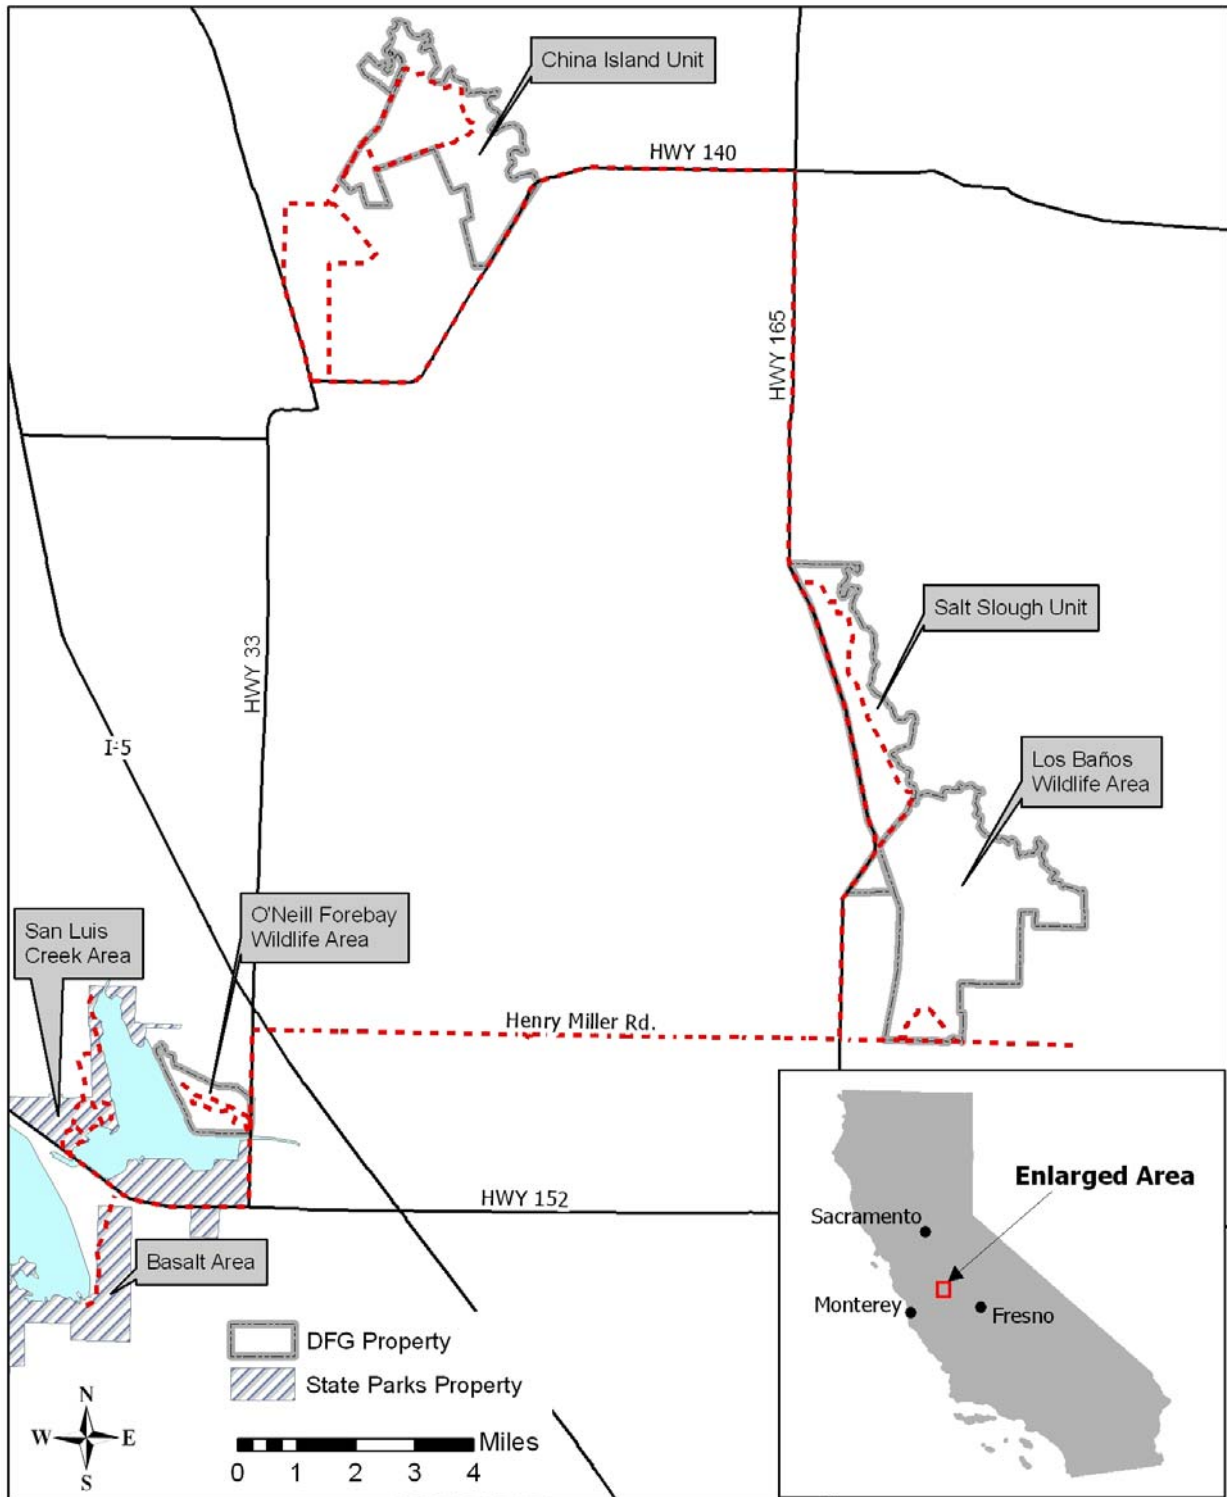 China Island Unit
HWY 140
HWY 165
Salt Slough Unit
HWY 33
I-5
Los Baños
Wildlife Area
O'Neill Forebay
Wildlife Area
San Luis
Creek Area
Henry Miller Rd.
HWY 152
Basalt Area
Enlarged Area
Sacramento
Monterey
Fresno
DFG Property
State Parks Property
N
W E
S
Miles
0 1 2 3 4